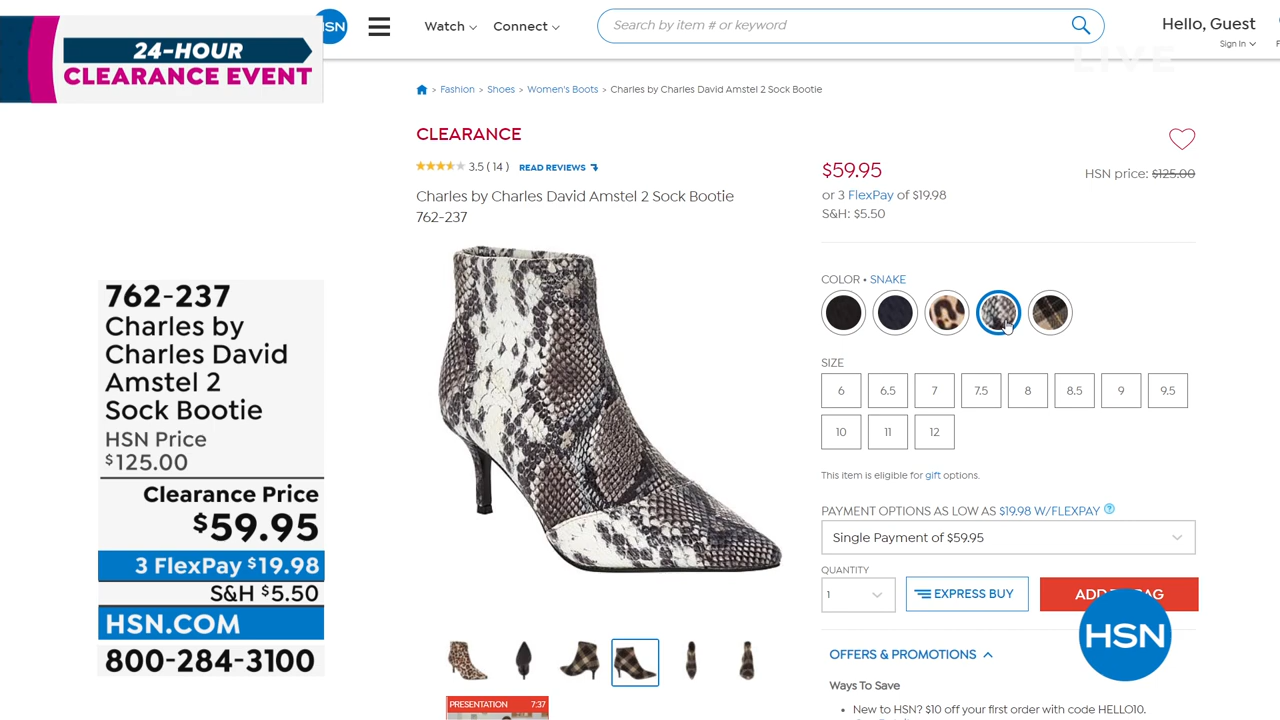 24-HOUR
CLEARANCE EVENT
HSN
Watch
Connect
Search by item # or keyword
Hello, Guest
Sign In
LIVE
> Fashion > Shoes > Women's Boots > Charles by Charles David Amstel 2 Sock Bootie
CLEARANCE
3.5 ( 14 ) READ REVIEWS
Charles by Charles David Amstel 2 Sock Bootie
762-237
$59.95
HSN price: $125.00
or 3 FlexPay of $19.98
S&H: $5.50
COLOR • SNAKE
SIZE
6 6.5 7 7.5 8 8.5 9 9.5
10 11 12
This item is eligible for gift options.
PAYMENT OPTIONS AS LOW AS $19.98 W/FLEXPAY ?
Single Payment of $59.95
QUANTITY
1
EXPRESS BUY
HSN
OFFERS & PROMOTIONS
Ways To Save
• New to HSN? $10 off your first order with code HELLO10.
762-237
Charles by
Charles David
Amstel 2
Sock Bootie
HSN Price
$125.00
Clearance Price
$59.95
3 FlexPay $19.98
S&H $5.50
HSN.COM
800-284-3100
PRESENTATION 7:37